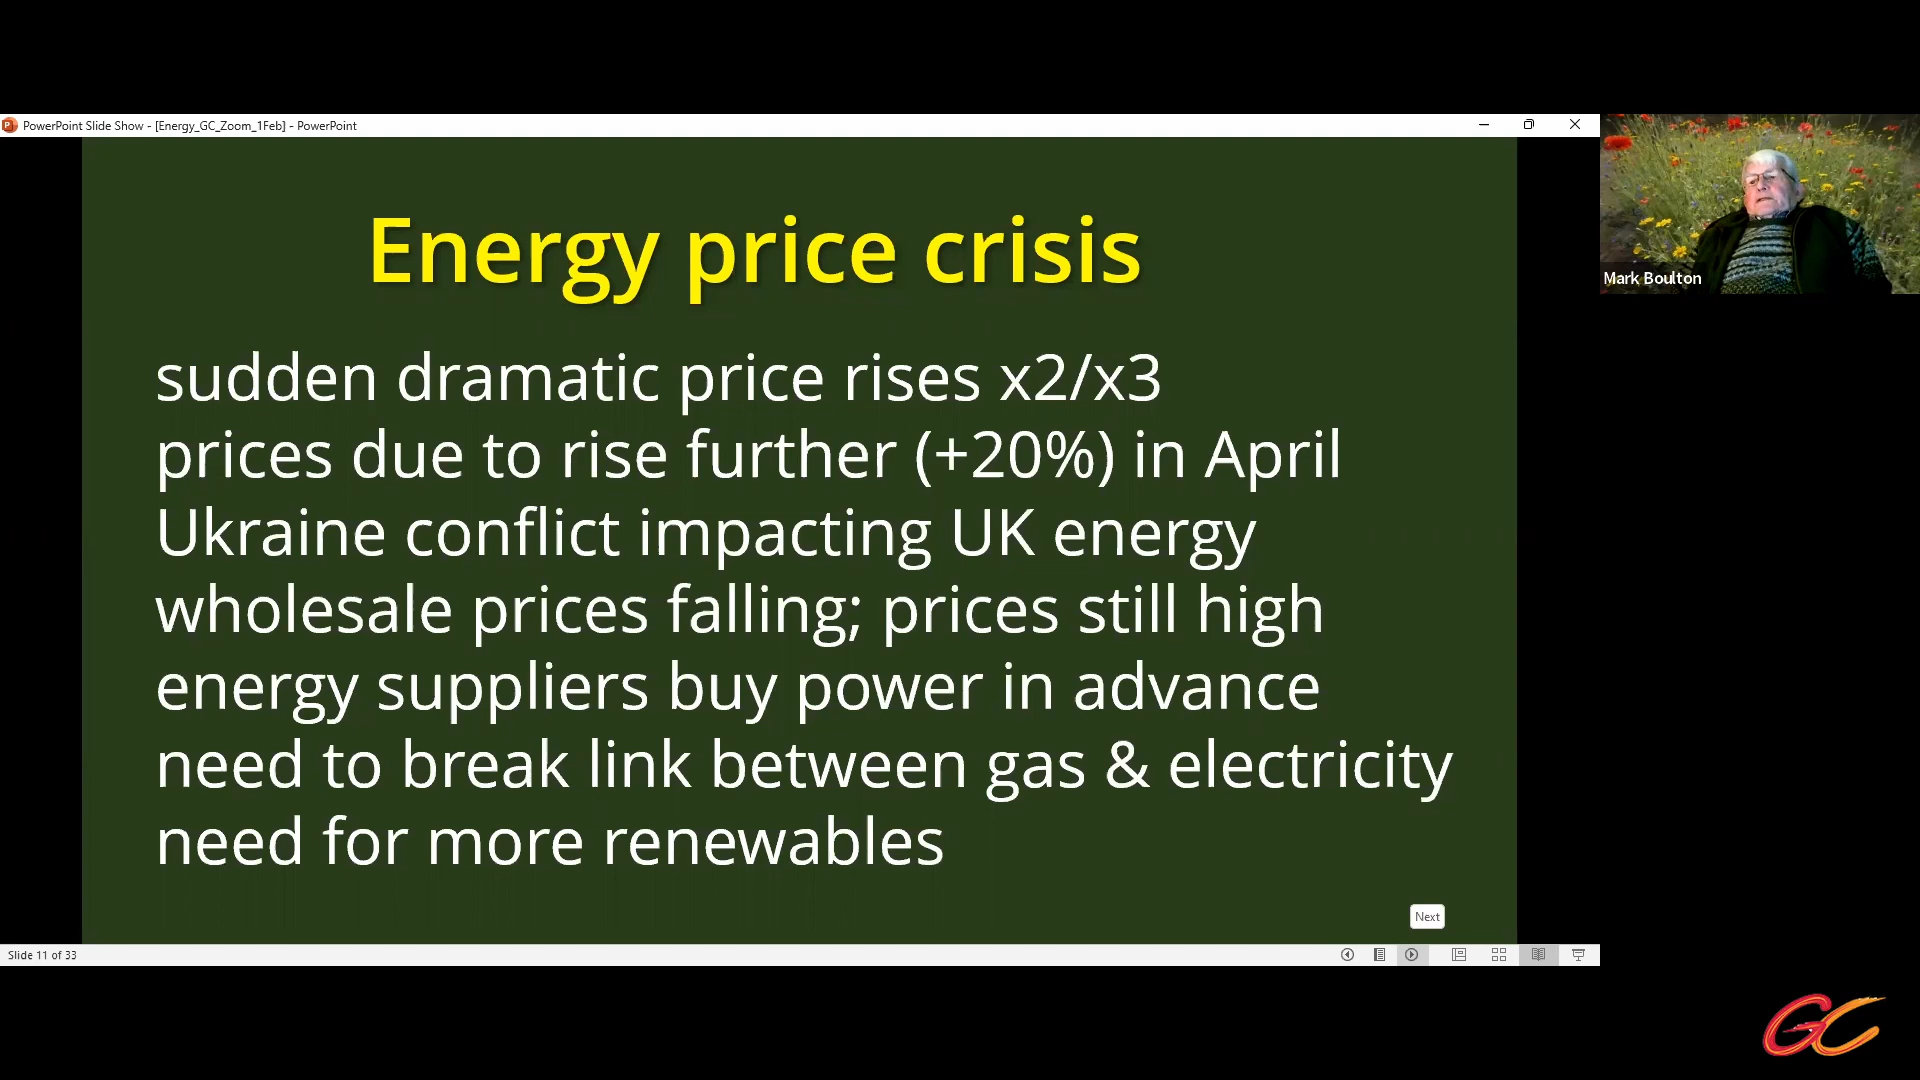 PowerPoint Slide Show - [Energy_GC_Zoom_1Feb] - PowerPoint
Energy price crisis
sudden dramatic price rises x2/x3
prices due to rise further (+20%) in April
Ukraine conflict impacting UK energy
wholesale prices falling; prices still high
energy suppliers buy power in advance
need to break link between gas & electricity
need for more renewables
Next
Slide 11 of 33
Mark Boulton
GC